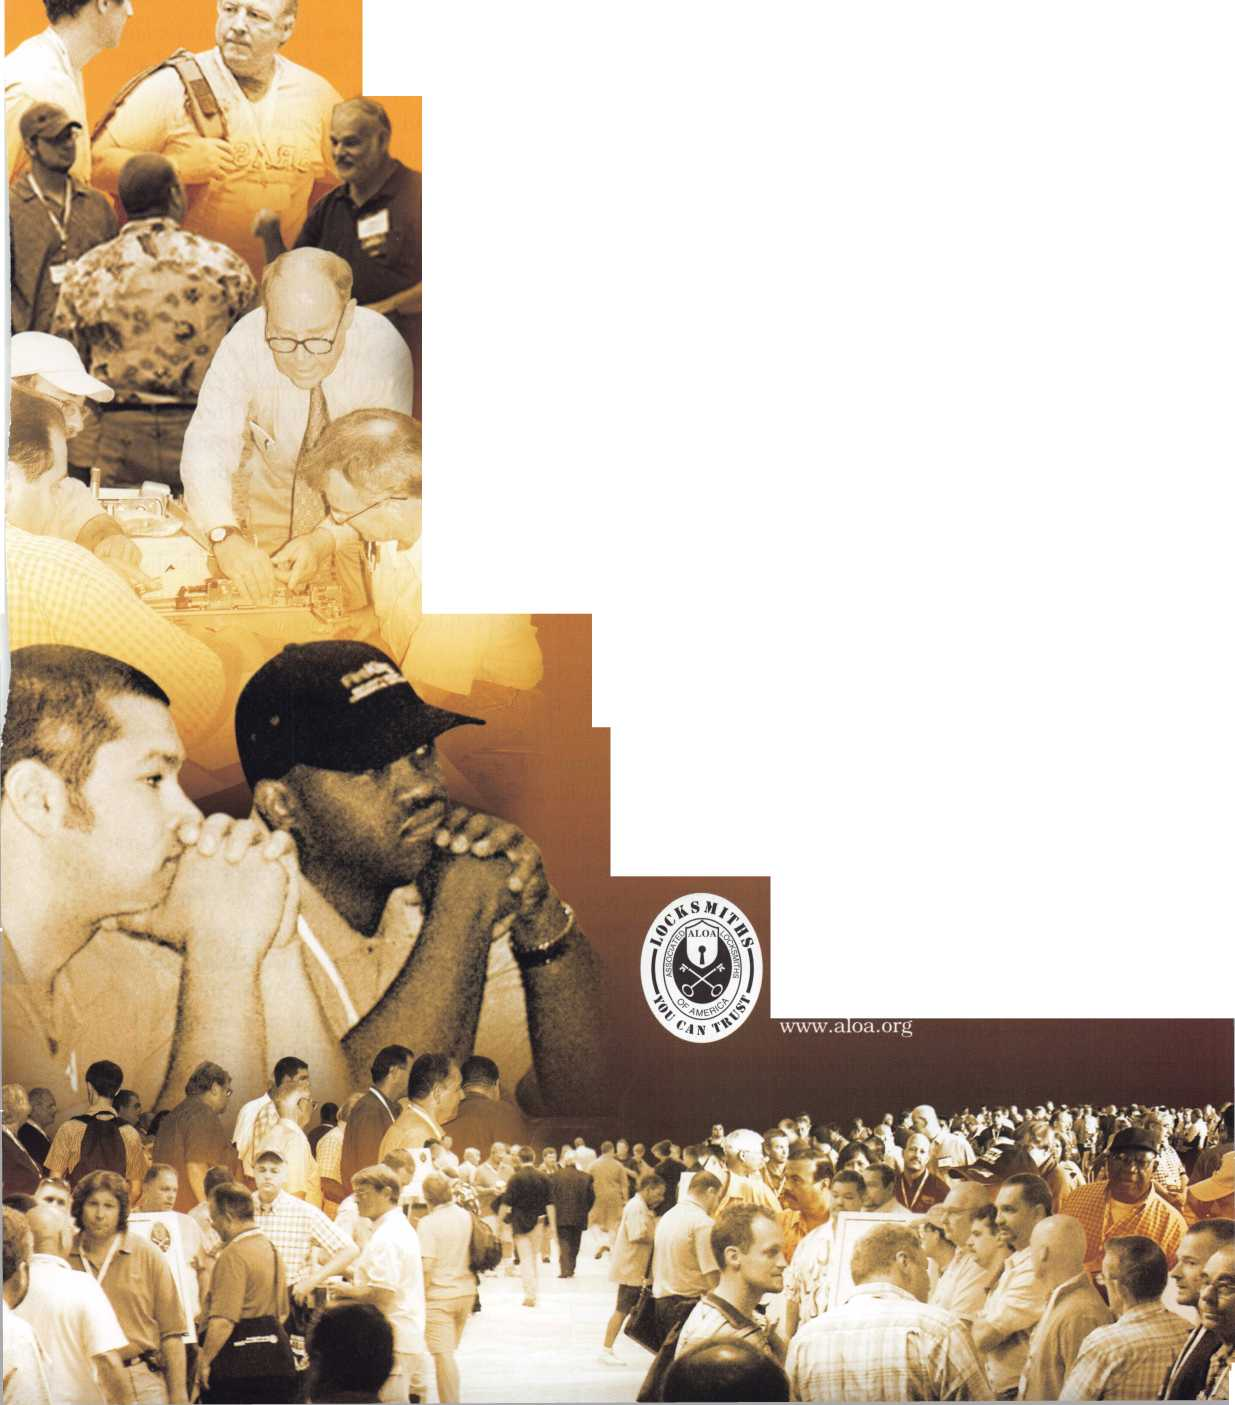 LOCKSMITHS
ALOA
ASSOCIATED LOCKSMITHS
OF AMERICA
YOU CAN TRUST
www.aloa.org